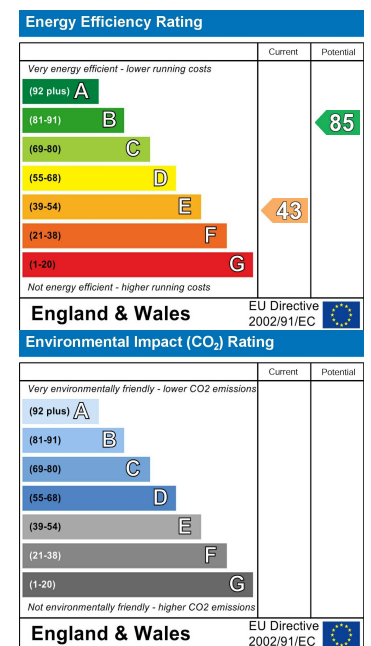 Energy Efficiency Rating
Current Potential
Very energy efficient - lower running costs
(92 plus) A
(81-91) B
85
(69-80) C
(55-68) D
(39-54) E
43
(21-38) F
(1-20) G
Not energy efficient - higher running costs
England & Wales
EU Directive
2002/91/EC
Environmental Impact (CO2) Rating
Current Potential
Very environmentally friendly - lower CO2 emissions
(92 plus) A
(81-91) B
(69-80) C
(55-68) D
(39-54) E
(21-38) F
(1-20) G
Not environmentally friendly - higher CO2 emissions
England & Wales
EU Directive
2002/91/EC